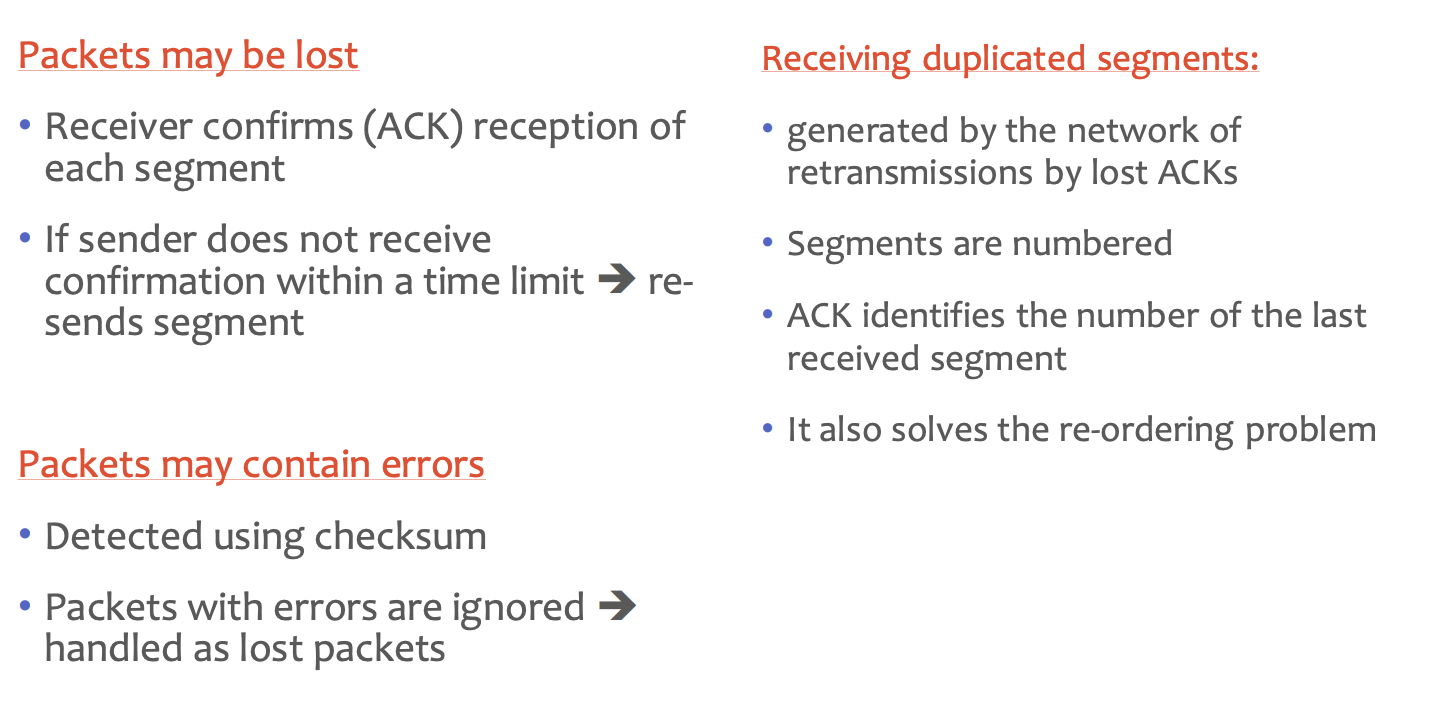 Packets may be lost
• Receiver confirms (ACK) reception of
each segment
• If sender does not receive
confirmation within a time limit ➔ re-
sends segment
Packets may contain errors
• Detected using checksum
• Packets with errors are ignored ➔
handled as lost packets
Receiving duplicated segments:
• generated by the network of
retransmissions by lost ACKs
• Segments are numbered
• ACK identifies the number of the last
received segment
• It also solves the re-ordering problem